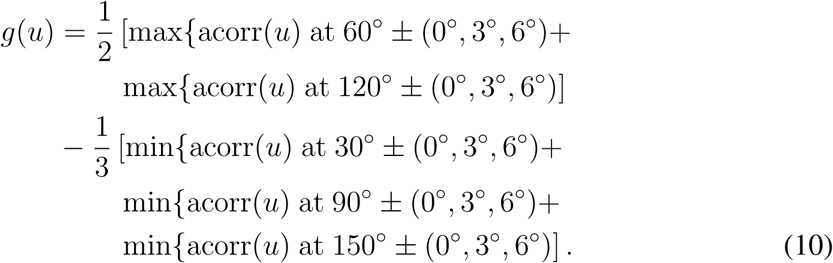 g(u) = 1/2 [max{acorr(u) at 60° ± (0°, 3°, 6°)+
max{acorr(u) at 120° ± (0°, 3°, 6°)]
− 1/3 [min{acorr(u) at 30° ± (0°, 3°, 6°)+
min{acorr(u) at 90° ± (0°, 3°, 6°)+
min{acorr(u) at 150° ± (0°, 3°, 6°)] . (10)